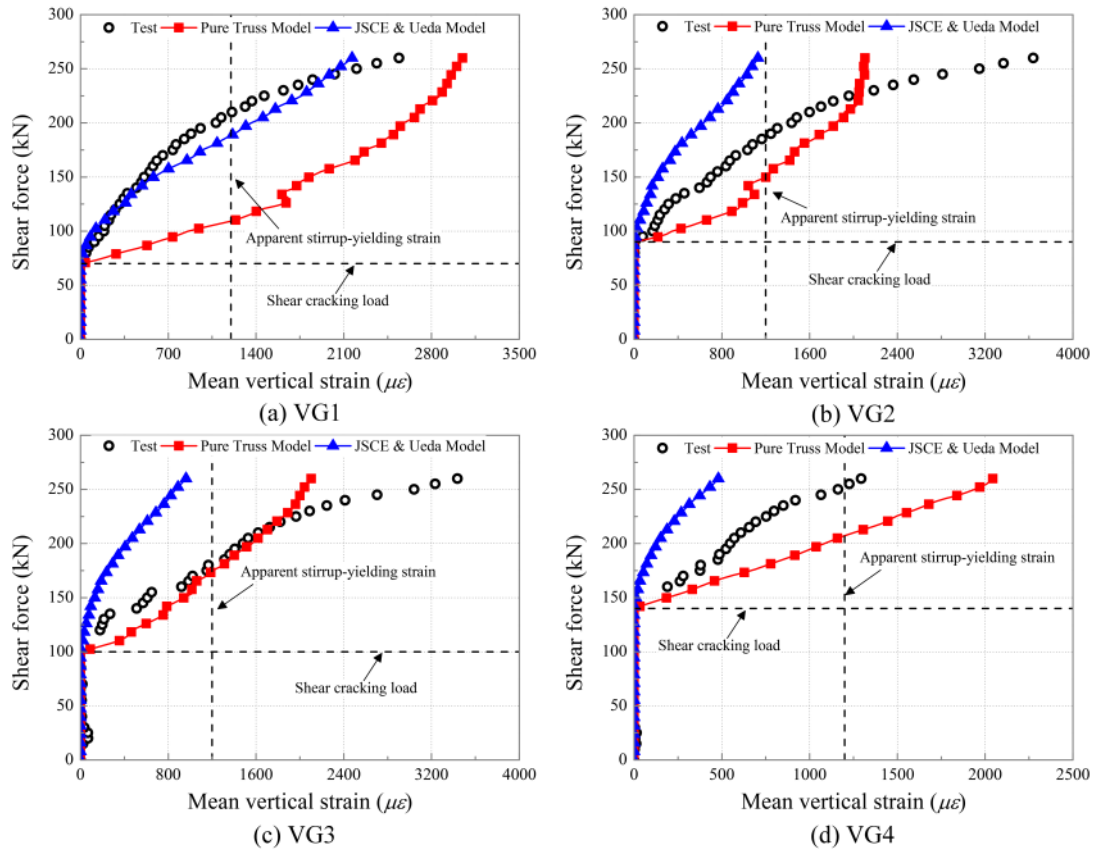 300
250
200
150
100
50
0
Shear force (kN)
Test Pure Truss Model JSCE & Ueda Model
Apparent stirrup-yielding strain
Shear cracking load
0 700 1400 2100 2800 3500
Mean vertical strain (με)
(a) VG1
300
250
200
150
100
50
0
Shear force (kN)
Test Pure Truss Model JSCE & Ueda Model
Apparent stirrup-yielding strain
Shear cracking load
0 800 1600 2400 3200 4000
Mean vertical strain (με)
(b) VG2
300
250
200
150
100
50
0
Shear force (kN)
Test Pure Truss Model JSCE & Ueda Model
Apparent stirrup-yielding strain
Shear cracking load
0 800 1600 2400 3200 4000
Mean vertical strain (με)
(c) VG3
300
250
200
150
100
50
0
Shear force (kN)
Test Pure Truss Model JSCE & Ueda Model
Apparent stirrup-yielding strain
Shear cracking load
0 500 1000 1500 2000 2500
Mean vertical strain (με)
(d) VG4